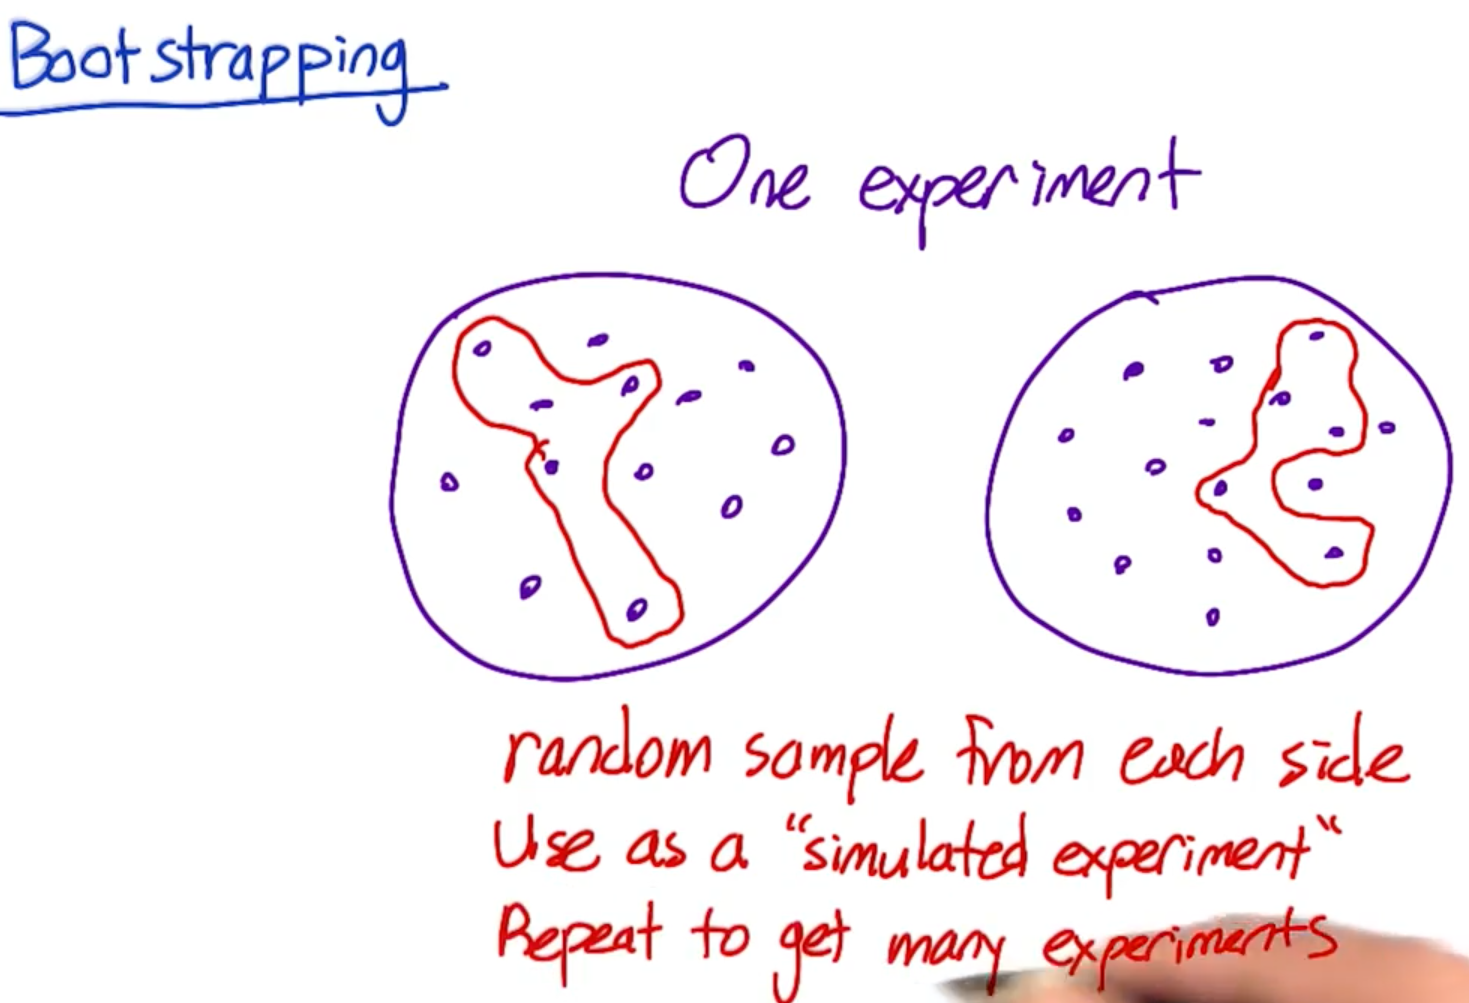 Bootstrapping
One experiment
random sample from each side
Use as a "simulated experiment"
Repeat to get many experiments